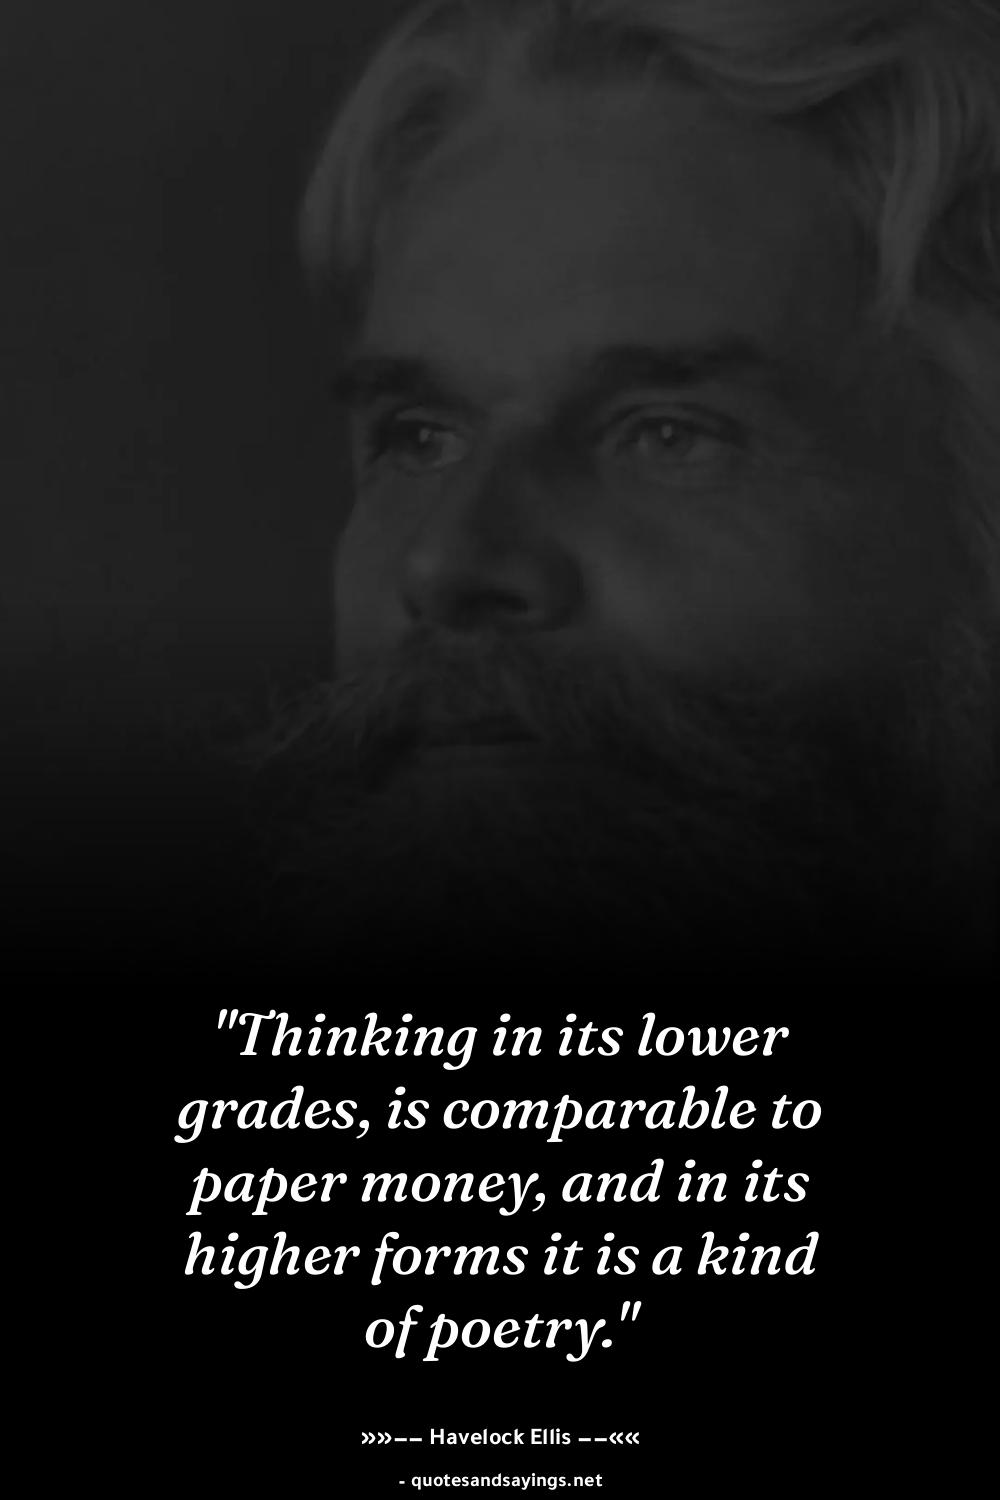 "Thinking in its lower
grades, is comparable to
paper money, and in its
higher forms it is a kind
of poetry."
»»−− Havelock Ellis −−««
- quotesandsayings.net